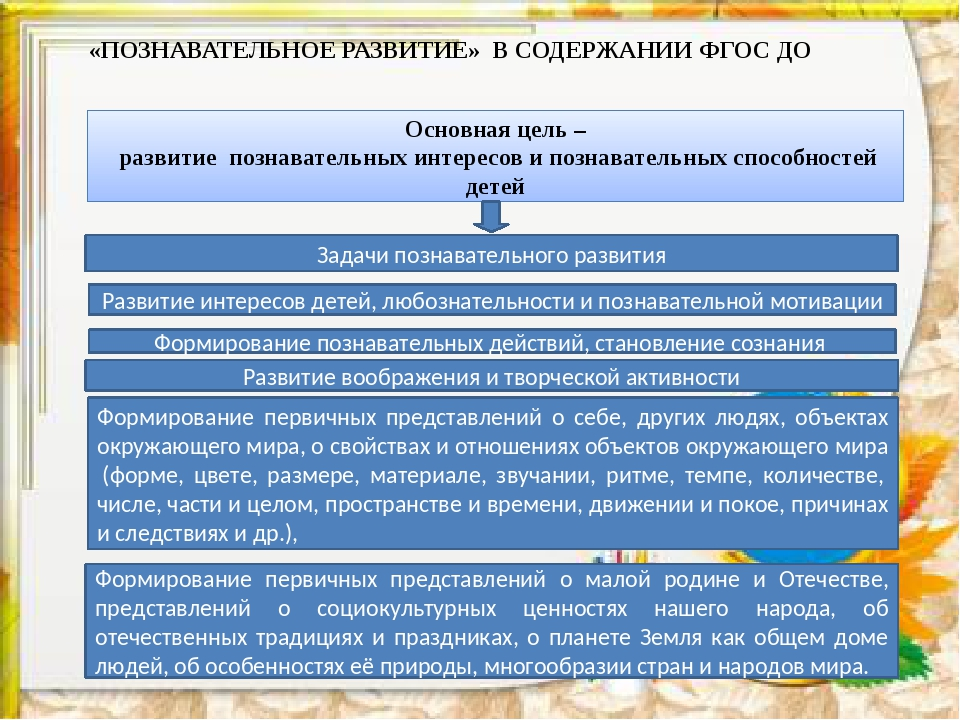 «ПОЗНАВАТЕЛЬНОЕ РАЗВИТИЕ» В СОДЕРЖАНИИ ФГОС ДО
Основная цель –
развитие познавательных интересов и познавательных способностей
детей
Задачи познавательного развития
Развитие интересов детей, любознательности и познавательной мотивации
Формирование познавательных действий, становление сознания
Развитие воображения и творческой активности
Формирование первичных представлений о себе, других людях, объектах
окружающего мира, о свойствах и отношениях объектов окружающего мира
(форме, цвете, размере, материале, звучании, ритме, темпе, количестве,
числе, части и целом, пространстве и времени, движении и покое, причинах
и следствиях и др.),
Формирование первичных представлений о малой родине и Отечестве,
представлений о социокультурных ценностях нашего народа, об
отечественных традициях и праздниках, о планете Земля как общем доме
людей, об особенностях её природы, многообразии стран и народов мира.